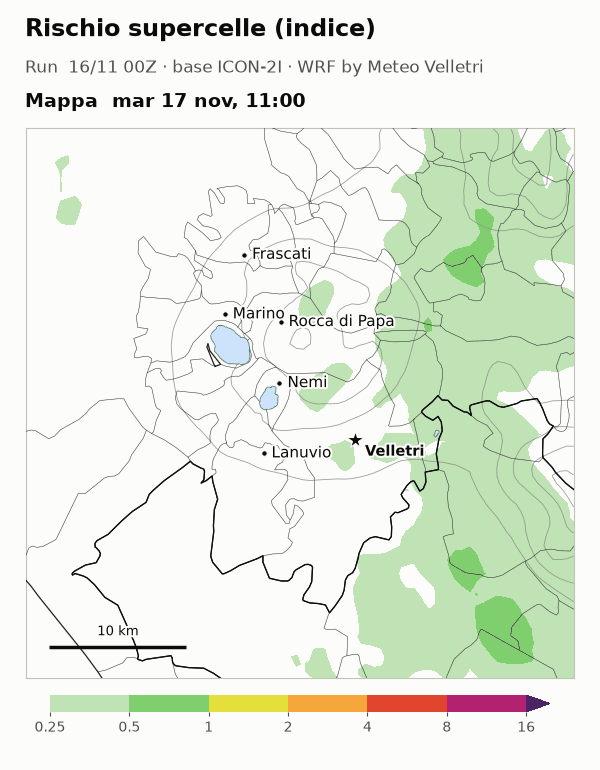 Rischio supercelle (indice)
Run  16/11 00Z · base ICON-2I · WRF by Meteo Velletri
Mappa  mar 17 nov, 11:00
Frascati
Marino
Rocca di Papa
Nemi
Velletri
Lanuvio
10 km
0.25 0.5 1 2 4 8 16